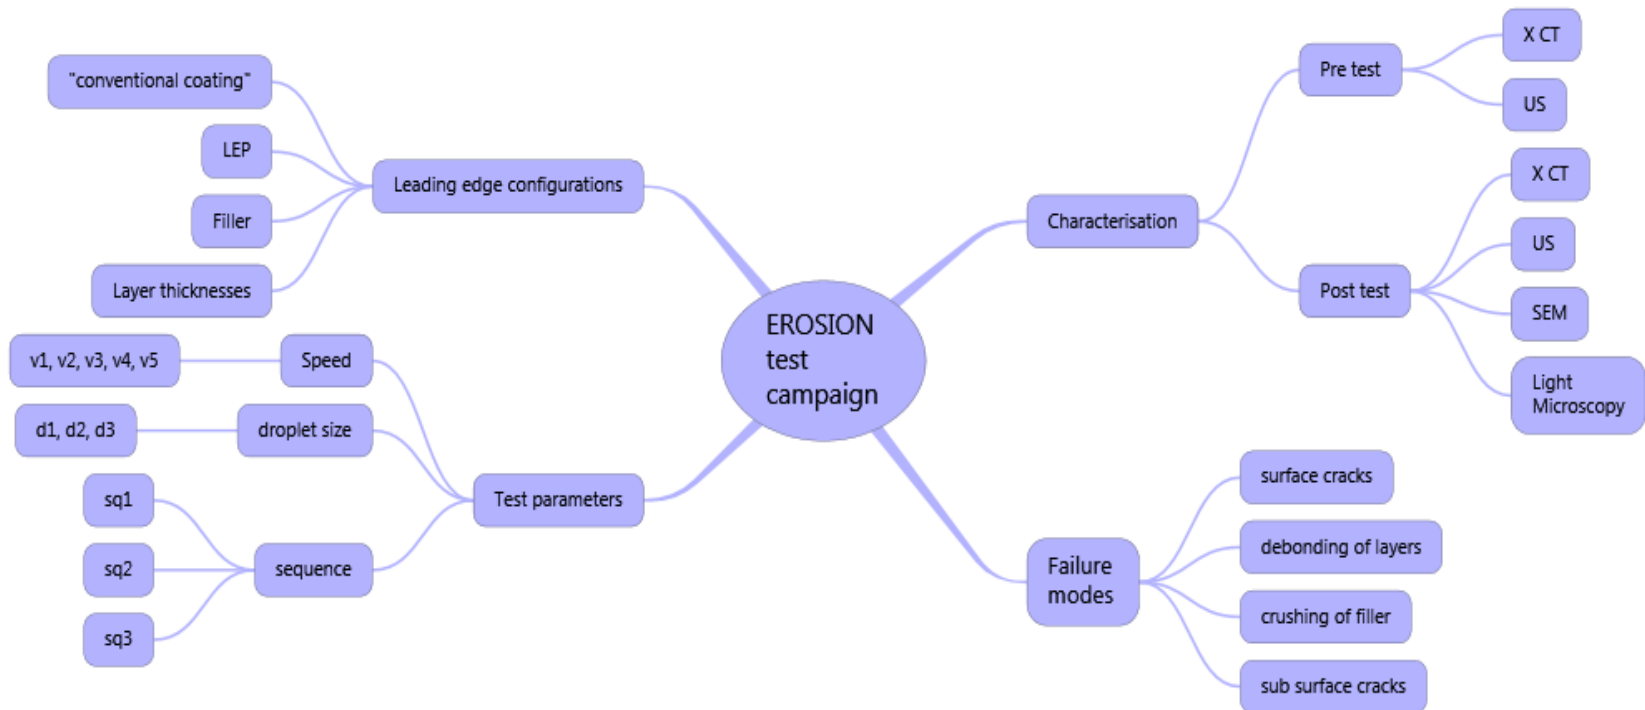 "conventional coating"
LEP
Filler
Layer thicknesses
Leading edge configurations
v1, v2, v3, v4, v5
Speed
d1, d2, d3
droplet size
sq1
sq2
sq3
sequence
Test parameters
EROSION
test
campaign
Characterisation
Pre test
X CT
US
Post test
X CT
US
SEM
Light
Microscopy
Failure
modes
surface cracks
debonding of layers
crushing of filler
sub surface cracks